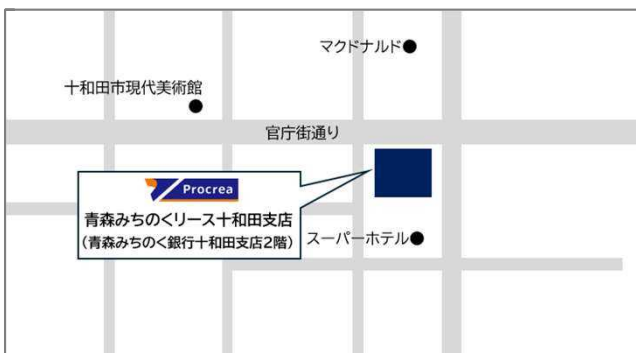 マクドナルド
十和田市現代美術館
官庁街通り
Procrea
青森みちのくリース十和田支店
(青森みちのく銀行十和田支店2階)
スーパーホテル